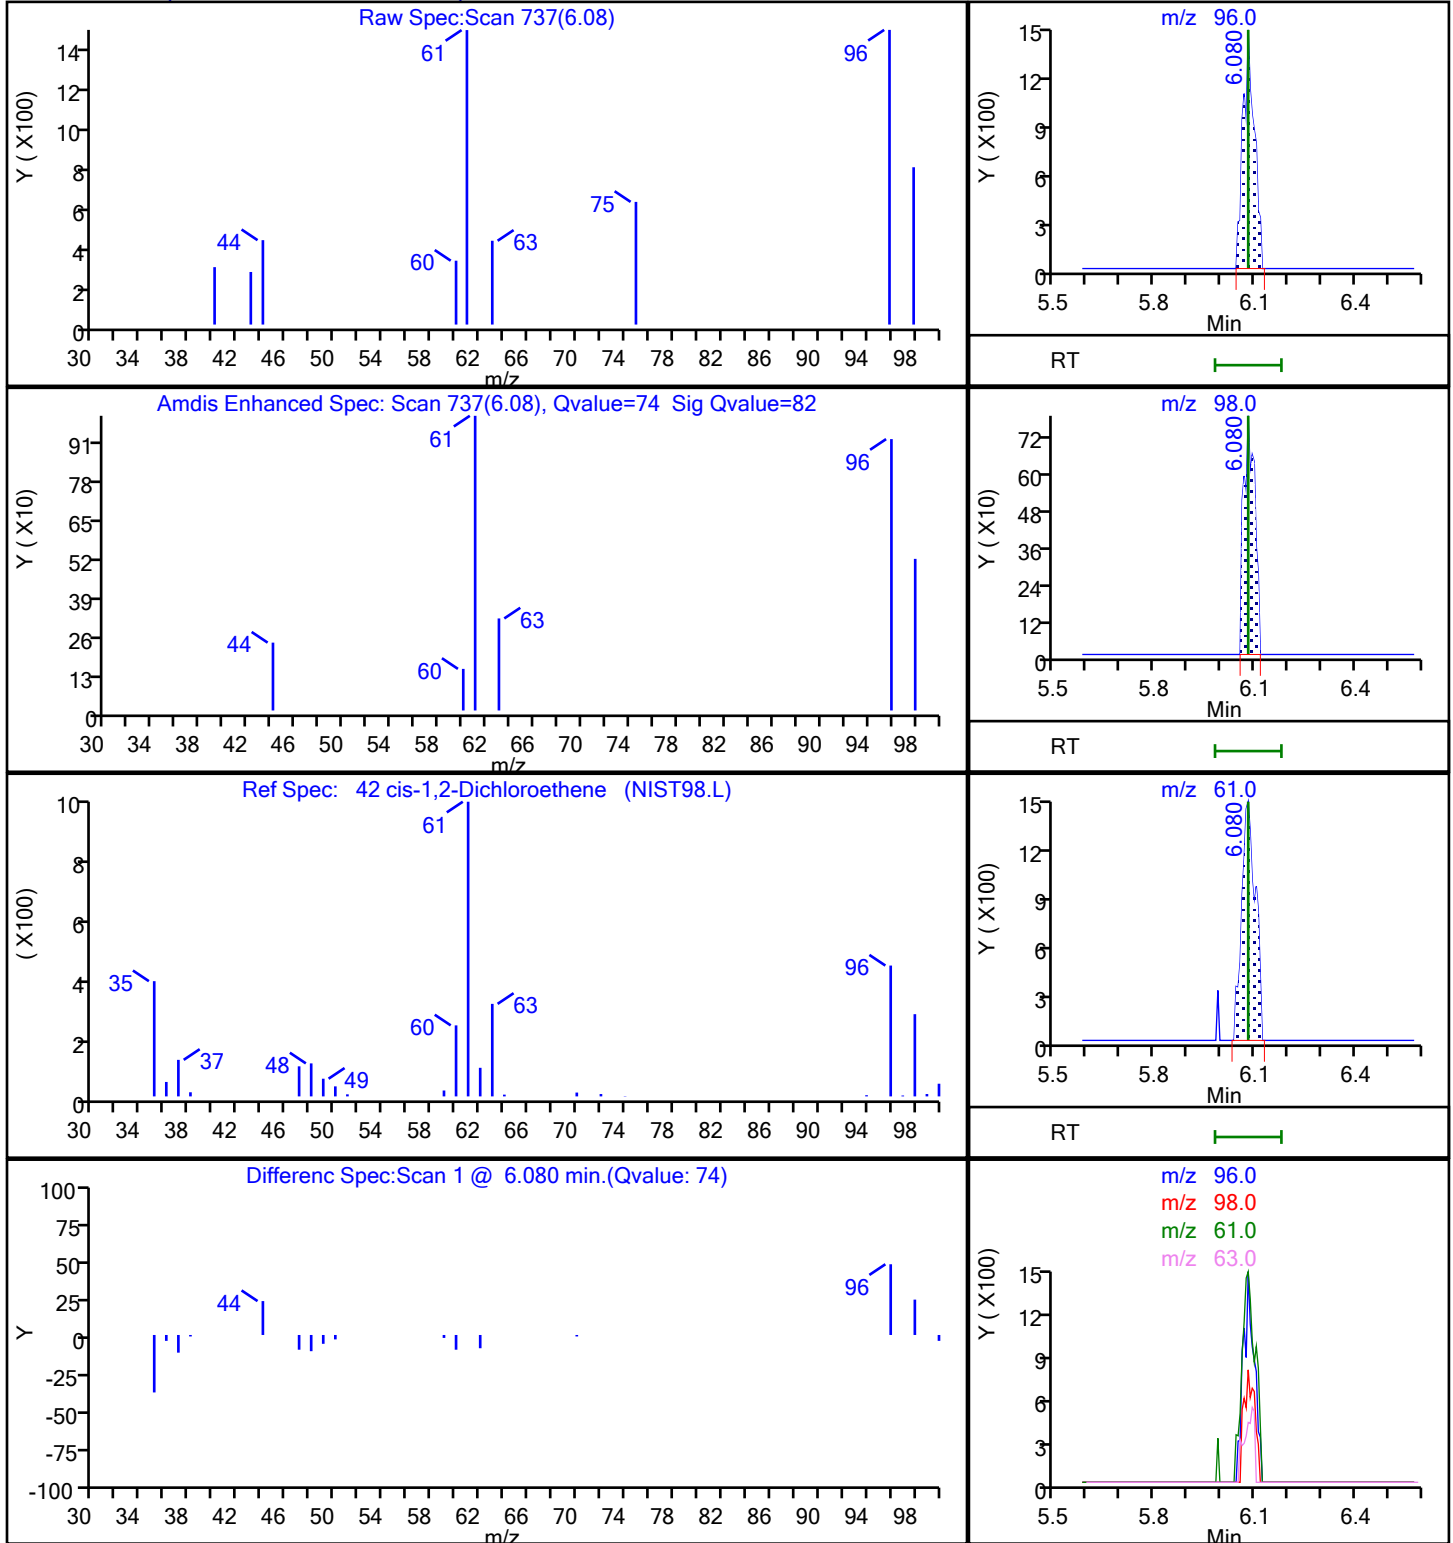 Raw Spec:Scan 737(6.08)
Y ( X100)
14
12
10
8
6
4
2
0
61
96
75
44
60
63
30 34 38 42 46 50 54 58 62 66 70 74 78 82 86 90 94 98
m/z
m/z 96.0
Y ( X100)
15
12
9
6
3
0
6.080
5.5 5.8 6.1 6.4
Min
RT
Amdis Enhanced Spec: Scan 737(6.08), Qvalue=74 Sig Qvalue=82
Y ( X10)
91
78
65
52
39
26
13
0
61
96
44
60
63
30 34 38 42 46 50 54 58 62 66 70 74 78 82 86 90 94 98
m/z
m/z 98.0
Y ( X10)
72
60
48
36
24
12
0
6.080
5.5 5.8 6.1 6.4
Min
RT
Ref Spec: 42 cis-1,2-Dichloroethene (NIST98.L)
( X100)
10
8
6
4
2
0
61
35
96
63
60
37
48
49
30 34 38 42 46 50 54 58 62 66 70 74 78 82 86 90 94 98
m/z 61.0
Y ( X100)
15
12
9
6
3
0
6.080
5.5 5.8 6.1 6.4
Min
RT
Differenc Spec:Scan 1 @ 6.080 min.(Qvalue: 74)
Y
100
75
50
25
0
-25
-50
-75
-100
44
96
30 34 38 42 46 50 54 58 62 66 70 74 78 82 86 90 94 98
m/z
m/z 96.0
m/z 98.0
m/z 61.0
m/z 63.0
Y ( X100)
15
12
9
6
3
0
5.5 5.8 6.1 6.4
Min